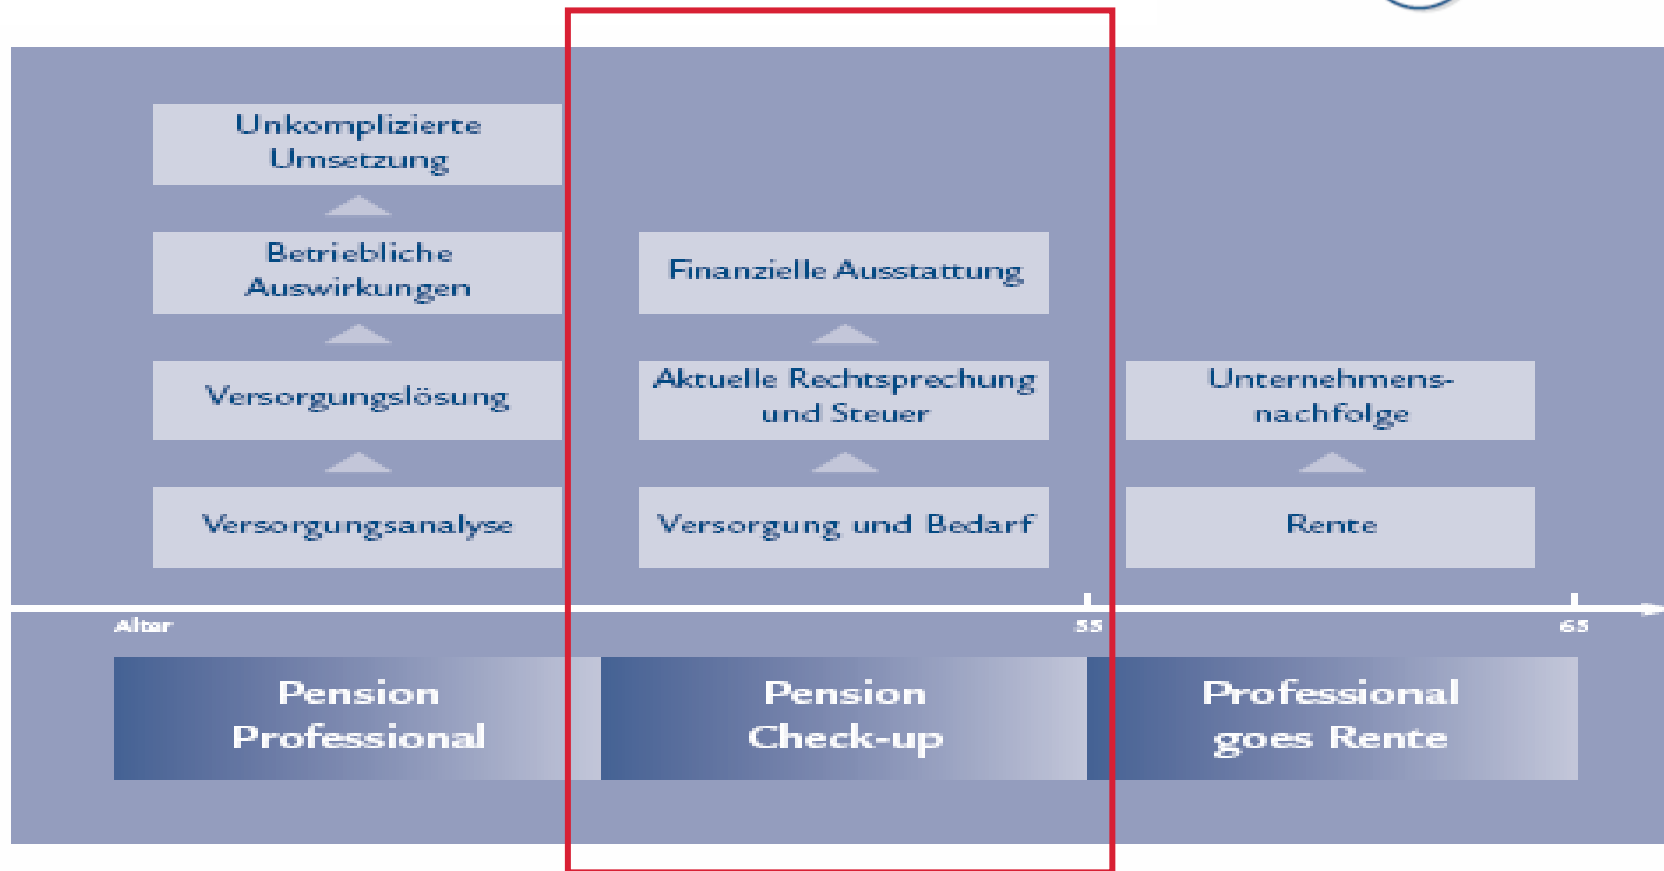 Unkomplizierte
Umsetzung
Betriebliche
Auswirkungen
Versorgungslösung
Versorgungsanalyse
Finanzielle Ausstattung
Aktuelle Rechtsprechung
und Steuer
Versorgung und Bedarf
Unternehmens-
nachfolge
Rente
Alter
55
65
Pension
Professional
Pension
Check-up
Professional
goes Rente